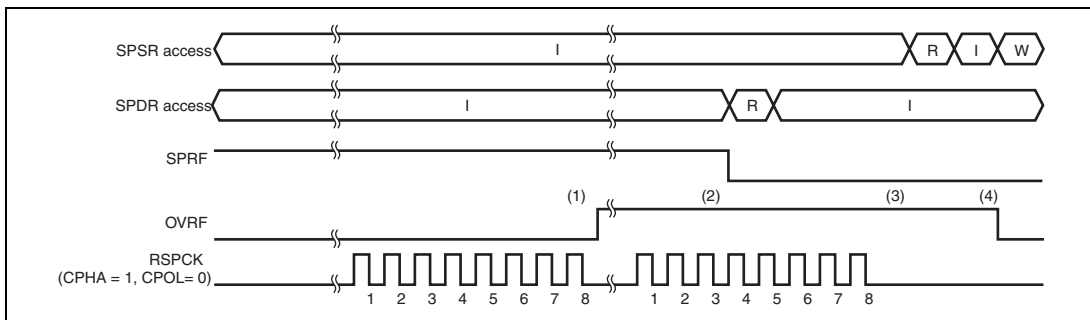 SPSR access I R I W
SPDR access I R I
SPRF
(1) (2) (3) (4)
OVRF
RSPCK
(CPHA = 1, CPOL= 0)
1 2 3 4 5 6 7 8 1 2 3 4 5 6 7 8